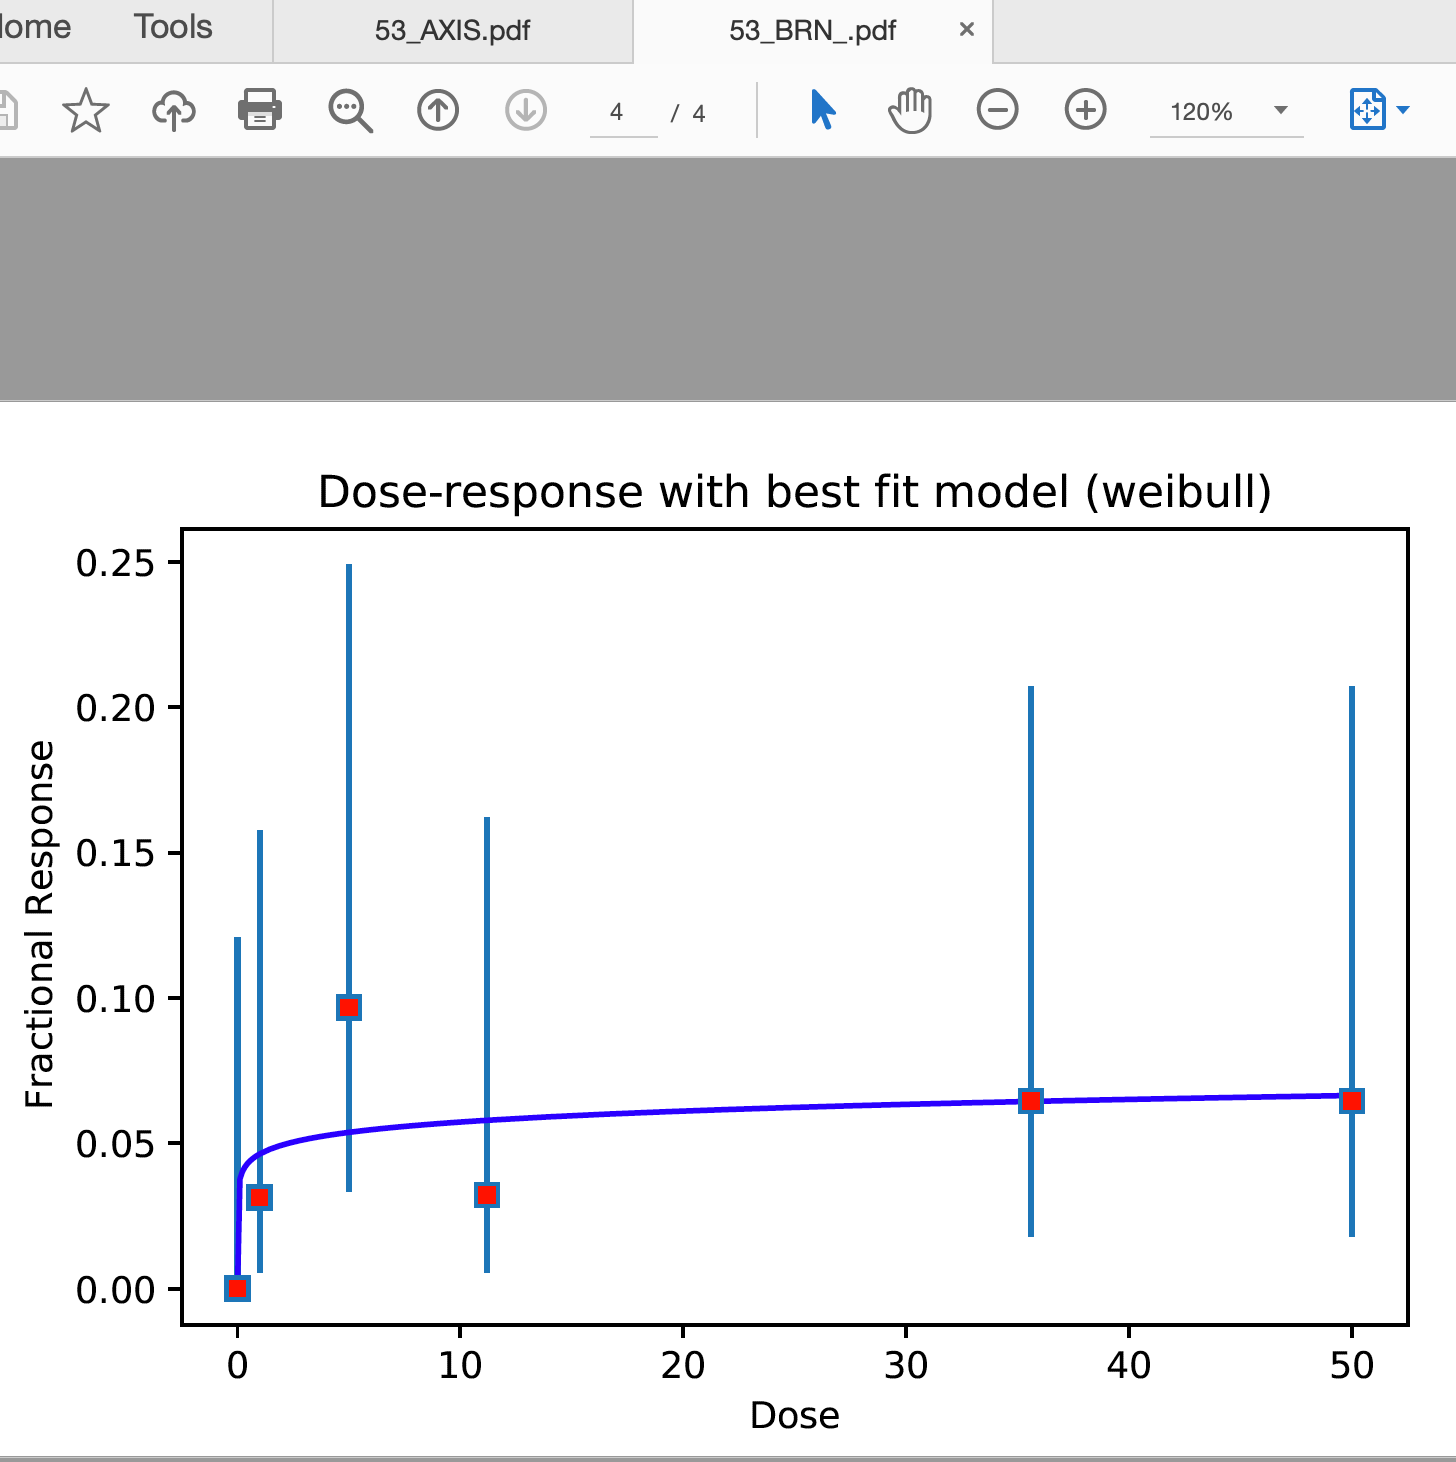 Tools
53_AXIS.pdf
53_BRN_.pdf
4 / 4
120%
Dose-response with best fit model (weibull)
Fractional Response
0.25
0.20
0.15
0.10
0.05
0.00
0 10 20 30 40 50
Dose